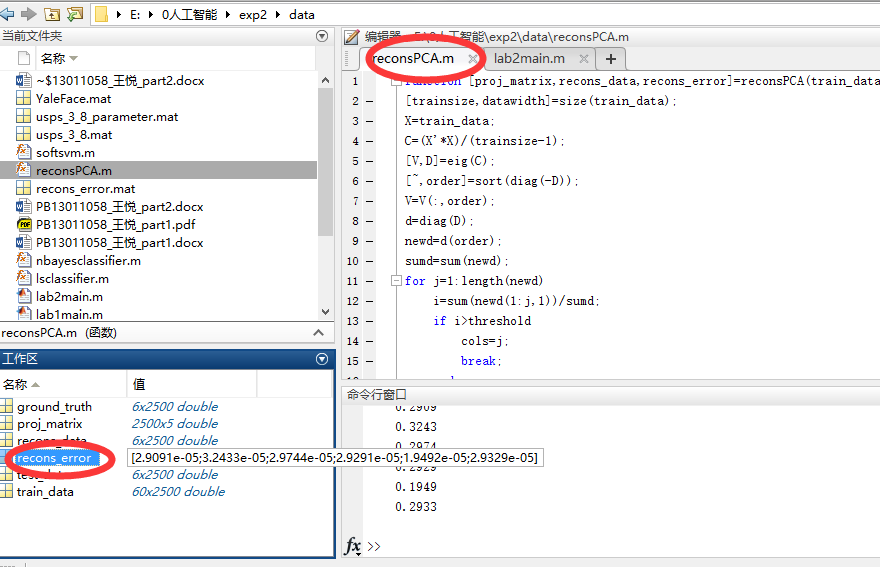 E: ▸ 0人工智能 ▸ exp2 ▸ data
当前文件夹
名称
~$13011058_王悦_part2.docx
YaleFace.mat
usps_3_8_parameter.mat
usps_3_8.mat
softsvm.m
reconsPCA.m
recons_error.mat
PB13011058_王悦_part2.docx
PB13011058_王悦_part1.pdf
PB13011058_王悦_part1.docx
nbayesclassifier.m
lsclassifier.m
lab2main.m
lab1main.m
reconsPCA.m (函数)
工作区
名称 值
ground_truth 6x2500 double
proj_matrix 2500x5 double
recons_data 6x2500 double
recons_error [2.9091e-05;3.2433e-05;2.9744e-05;2.9291e-05;1.9492e-05;2.9329e-05]
test_data 6x2500 double
train_data 60x2500 double
编辑器 - E:\0人工智能\exp2\data\reconsPCA.m
reconsPCA.m × lab2main.m × +
1 function [proj_matrix,recons_data,recons_error]=reconsPCA(train_data
2 – [trainsize,datawidth]=size(train_data);
3 – X=train_data;
4 – C=(X'*X)/(trainsize-1);
5 – [V,D]=eig(C);
6 – [~,order]=sort(diag(-D));
7 – V=V(:,order);
8 – d=diag(D);
9 – newd=d(order);
10 – sumd=sum(newd);
11 – for j=1:length(newd)
12 – i=sum(newd(1:j,1))/sumd;
13 – if i>threshold
14 – cols=j;
15 – break;
命令行窗口
0.2909
0.3243
0.2974
0.2929
0.1949
0.2933
fx >>